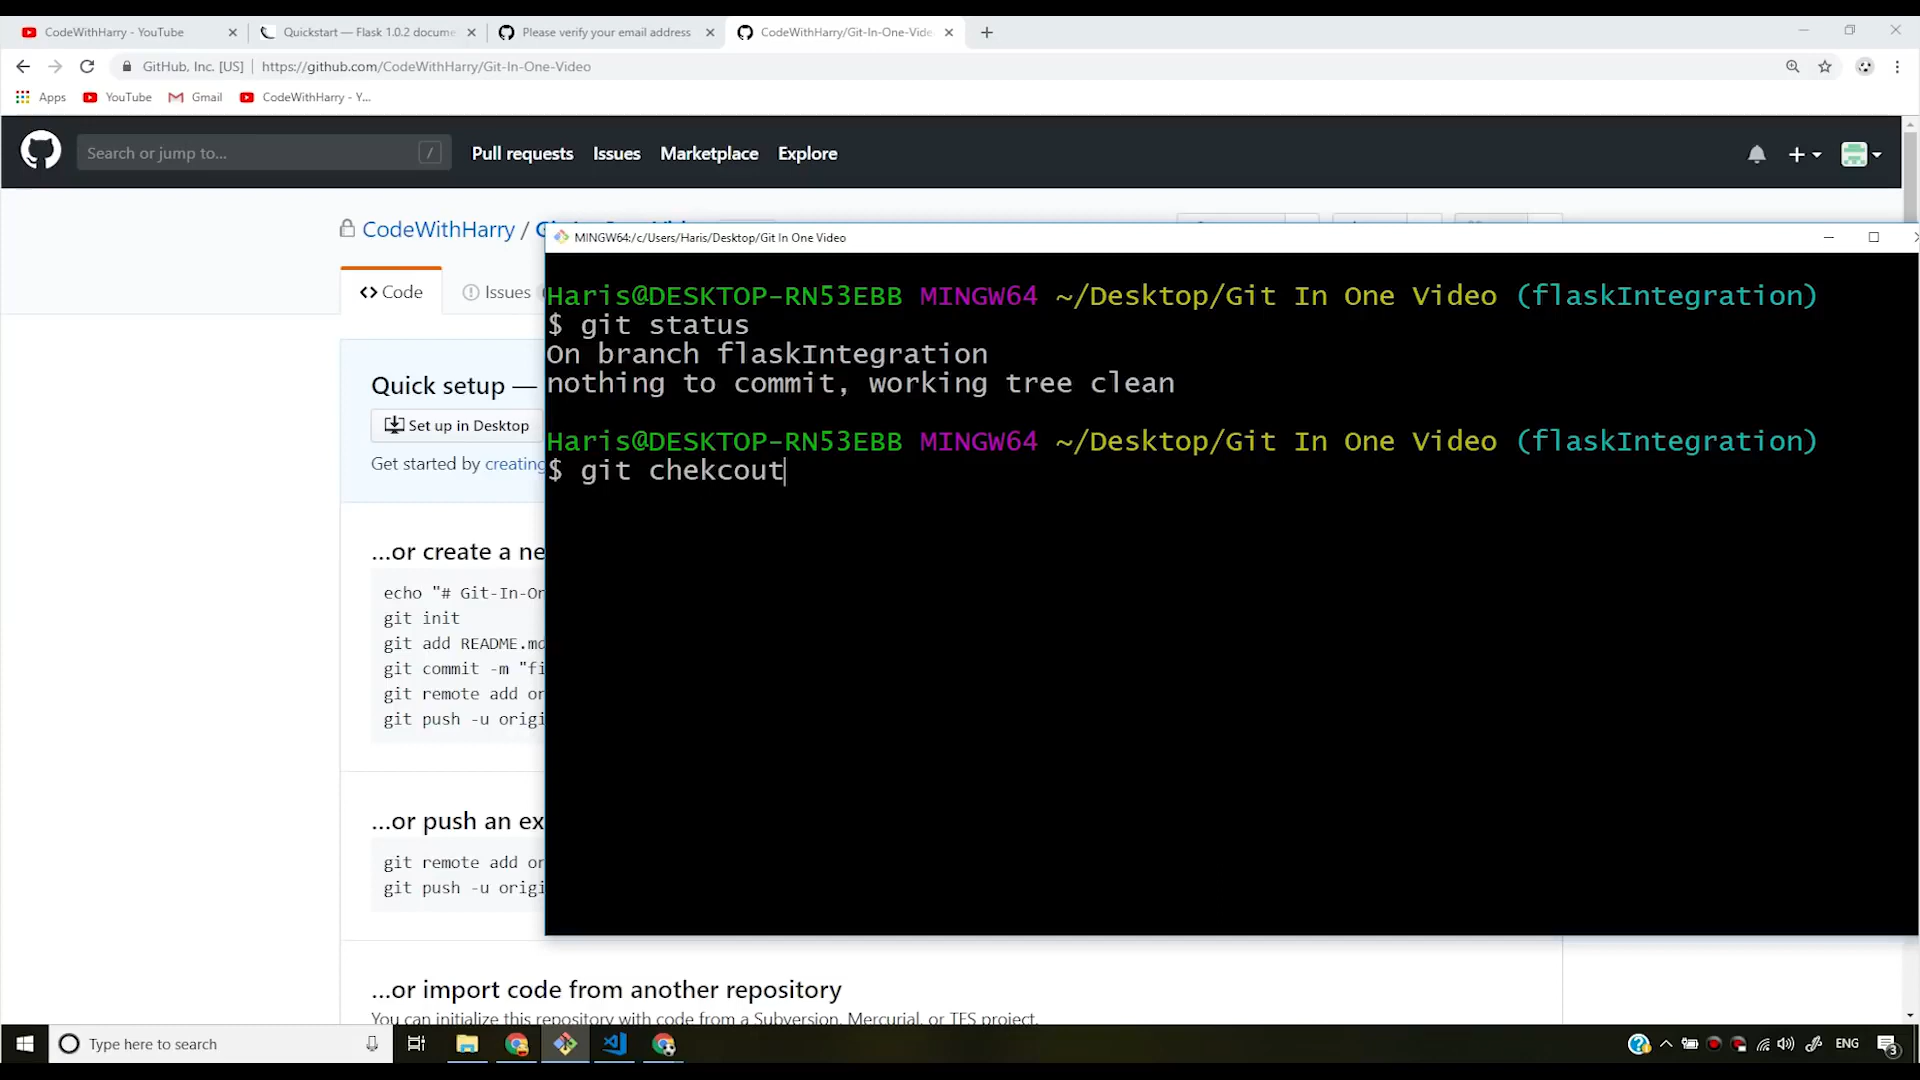 CodeWithHarry - YouTube
Quickstart — Flask 1.0.2 docume
Please verify your email address
CodeWithHarry/Git-In-One-Vide
GitHub, Inc. [US] | https://github.com/CodeWithHarry/Git-In-One-Video
Apps YouTube Gmail CodeWithHarry - Y...
Search or jump to... / Pull requests Issues Marketplace Explore
CodeWithHarry /
MINGW64:/c/Users/Haris/Desktop/Git In One Video
Code Issues
Haris@DESKTOP-RN53EBB MINGW64 ~/Desktop/Git In One Video (flaskIntegration)
$ git status
On branch flaskIntegration
nothing to commit, working tree clean
Haris@DESKTOP-RN53EBB MINGW64 ~/Desktop/Git In One Video (flaskIntegration)
$ git chekcout
Quick setup —
Set up in Desktop
Get started by creating
...or create a ne
echo "# Git-In-On
git init
git add README.md
git commit -m "fi
git remote add or
git push -u origi
...or push an ex
git remote add or
git push -u origi
...or import code from another repository
You can initialize this repository with code from a Subversion, Mercurial, or TFS project.
Type here to search
ENG
3